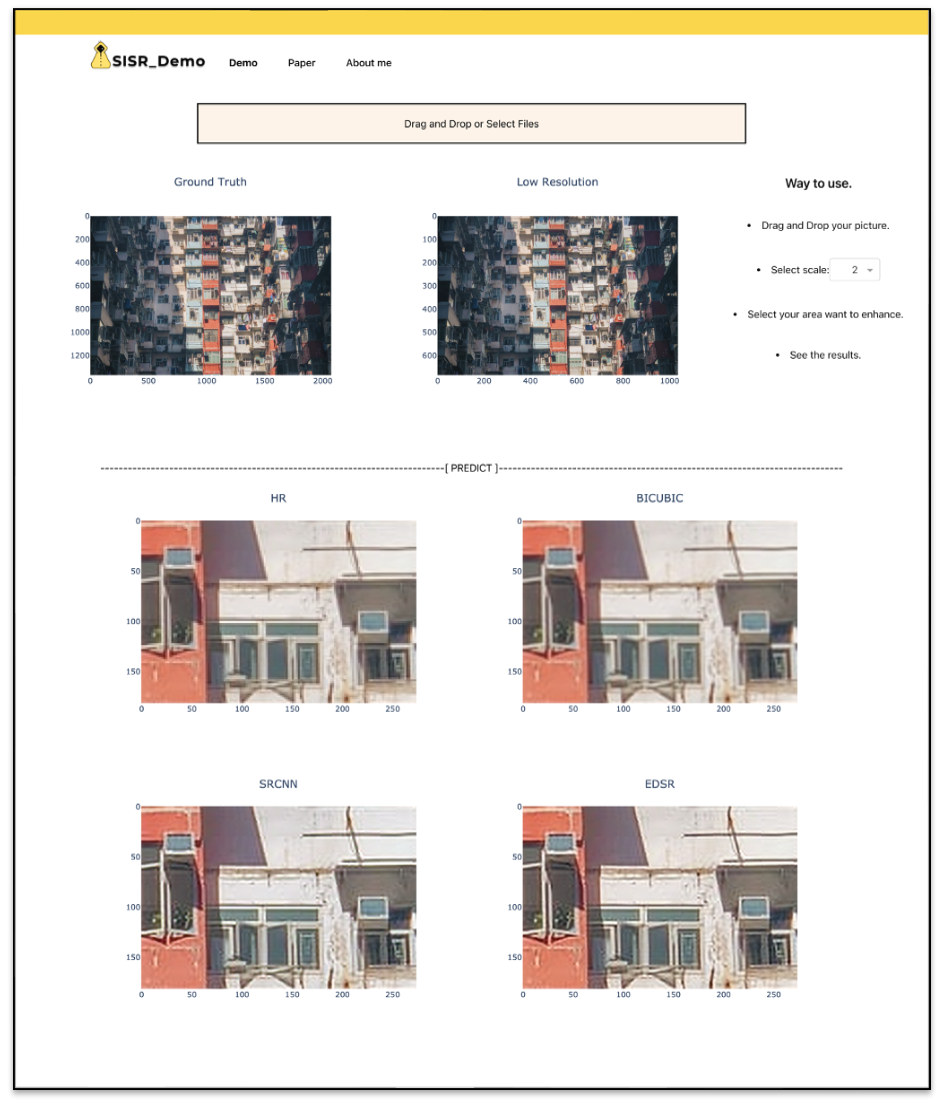 SISR_Demo Demo Paper About me
Drag and Drop or Select Files
Ground Truth
0
200
400
600
800
1000
1200
0 500 1000 1500 2000
Low Resolution
0
100
200
300
400
500
600
0 200 400 600 800 1000
Way to use.
• Drag and Drop your picture.
• Select scale: 2
• Select your area want to enhance.
• See the results.
--------------------------------------------------------------------------[ PREDICT ]--------------------------------------------------------------------------
HR
0
50
100
150
0 50 100 150 200 250
BICUBIC
0
50
100
150
0 50 100 150 200 250
SRCNN
0
50
100
150
0 50 100 150 200 250
EDSR
0
50
100
150
0 50 100 150 200 250